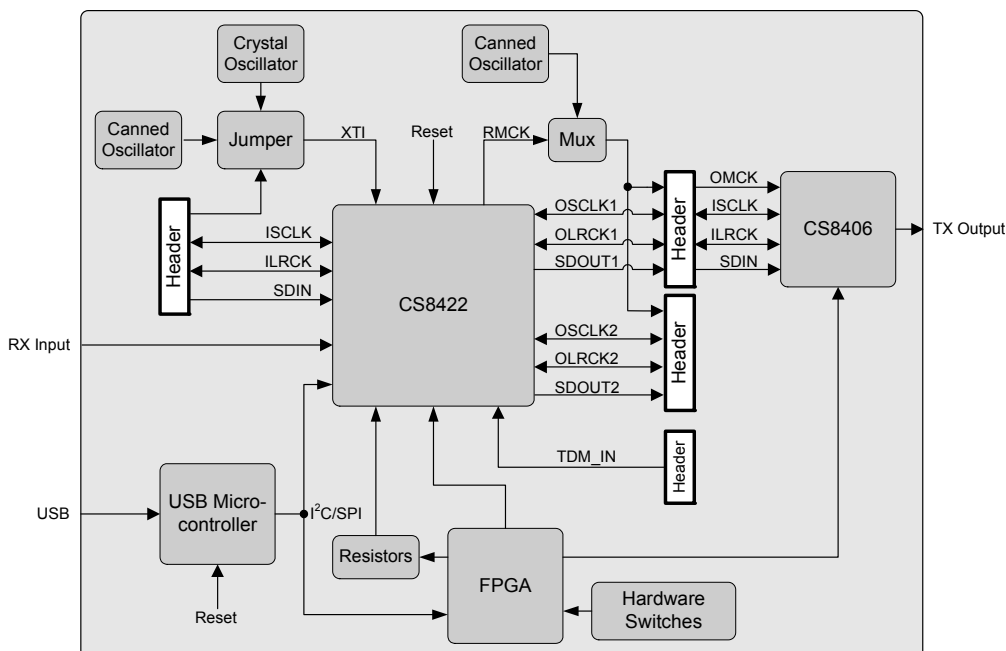 Crystal
Oscillator
Canned
Oscillator
Canned
Oscillator
Jumper
XTI
Reset
RMCK
Mux
Header
ISCLK
ILRCK
SDIN
CS8422
OSCLK1
OLRCK1
SDOUT1
Header
OMCK
ISCLK
ILRCK
SDIN
CS8406
TX Output
RX Input
OSCLK2
OLRCK2
SDOUT2
Header
TDM_IN
Header
USB
USB Micro-
controller
I²C/SPI
Reset
Resistors
FPGA
Hardware
Switches